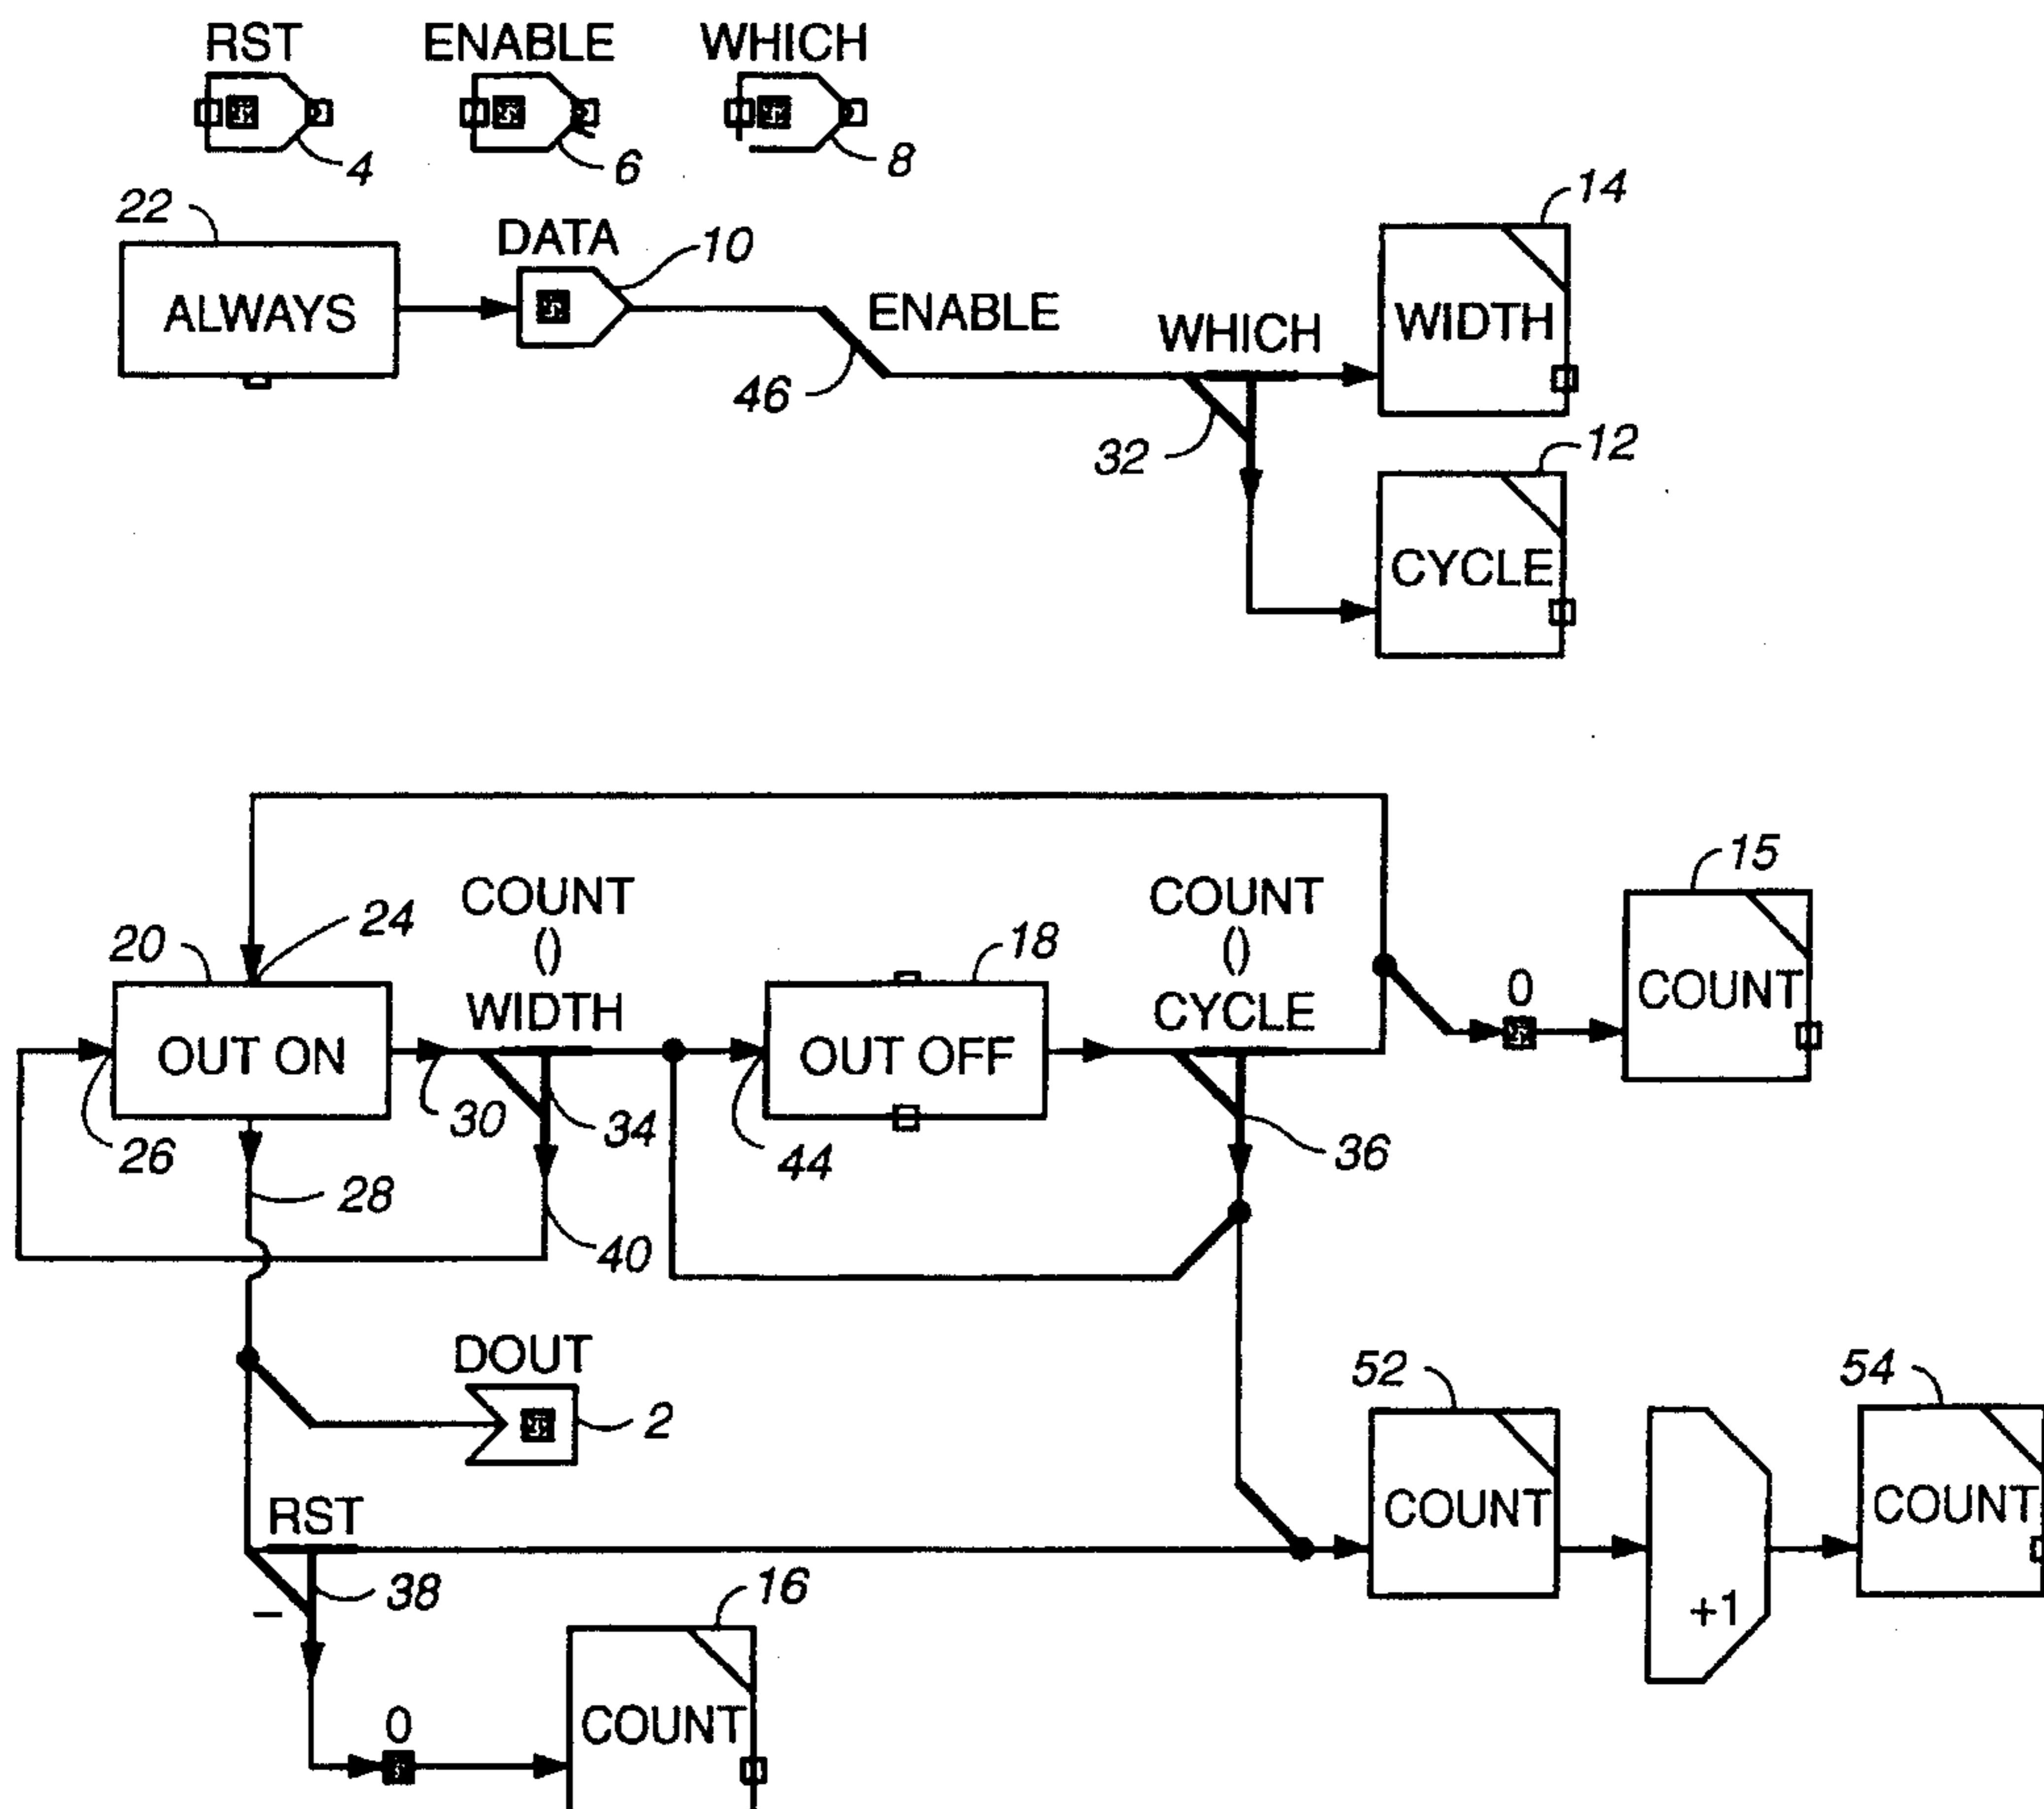 RST ENABLE WHICH
4 6 8
22 DATA 10 14
ALWAYS ENABLE WHICH WIDTH
46 32 12
CYCLE
15
COUNT COUNT
20 24 () 18 () 0 COUNT
OUT ON WIDTH OUT OFF CYCLE
26 30 34 44 36
28 40
DOUT 52 54
2
RST COUNT COUNT
38 16 +1
–
0 COUNT